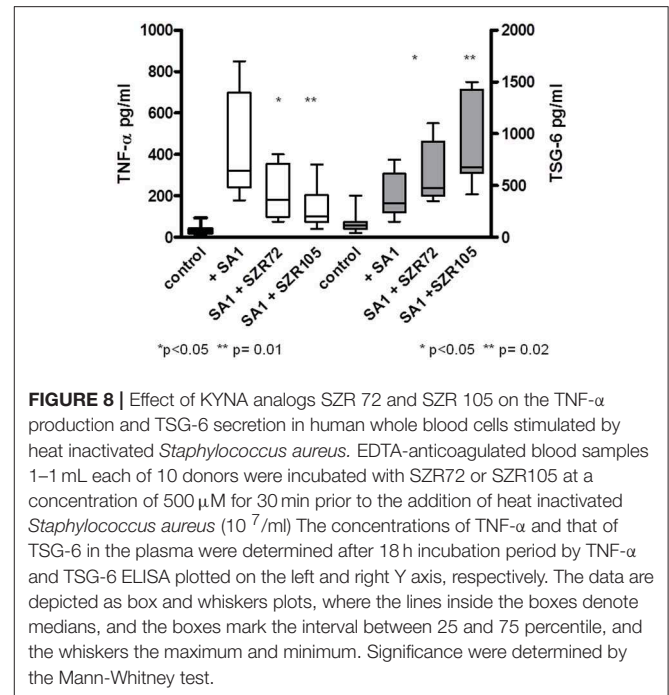 1000
800
600
400
200
0
TNF-α pg/ml
* ** * **
2000
1500
1000
500
0
TSG-6 pg/ml
control
+ SA1
SA1 + SZR72
SA1 + SZR105
control
+ SA1
SA1 + SZR72
SA1 +SZR105
*p<0.05 ** p= 0.01 * p<0.05 ** p= 0.02
FIGURE 8 | Effect of KYNA analogs SZR 72 and SZR 105 on the TNF-α
production and TSG-6 secretion in human whole blood cells stimulated by
heat inactivated Staphylococcus aureus. EDTA-anticoagulated blood samples
1–1 mL each of 10 donors were incubated with SZR72 or SZR105 at a
concentration of 500 μM for 30 min prior to the addition of heat inactivated
Staphylococcus aureus (10 7/ml) The concentrations of TNF-α and that of
TSG-6 in the plasma were determined after 18 h incubation period by TNF-α
and TSG-6 ELISA plotted on the left and right Y axis, respectively. The data are
depicted as box and whiskers plots, where the lines inside the boxes denote
medians, and the boxes mark the interval between 25 and 75 percentile, and
the whiskers the maximum and minimum. Significance were determined by
the Mann-Whitney test.